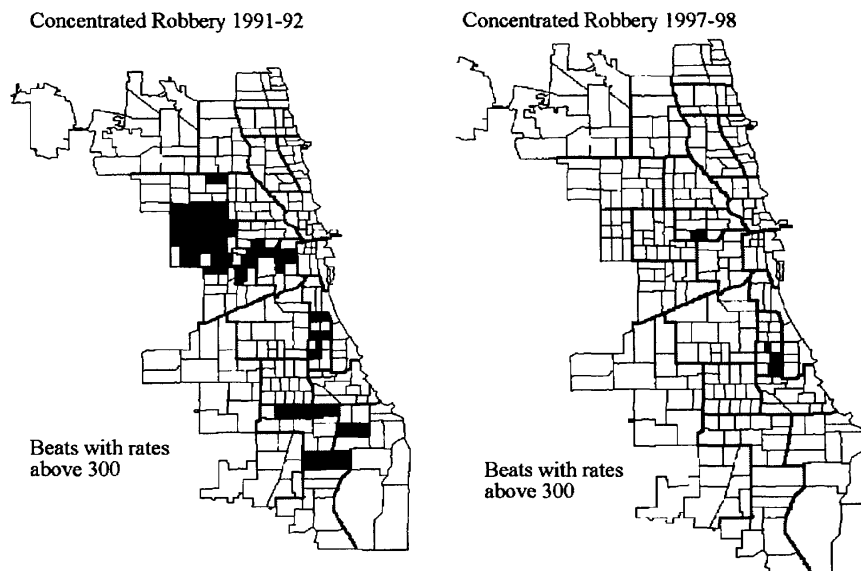 Concentrated Robbery 1991-92
Concentrated Robbery 1997-98
Beats with rates
above 300
Beats with rates
above 300